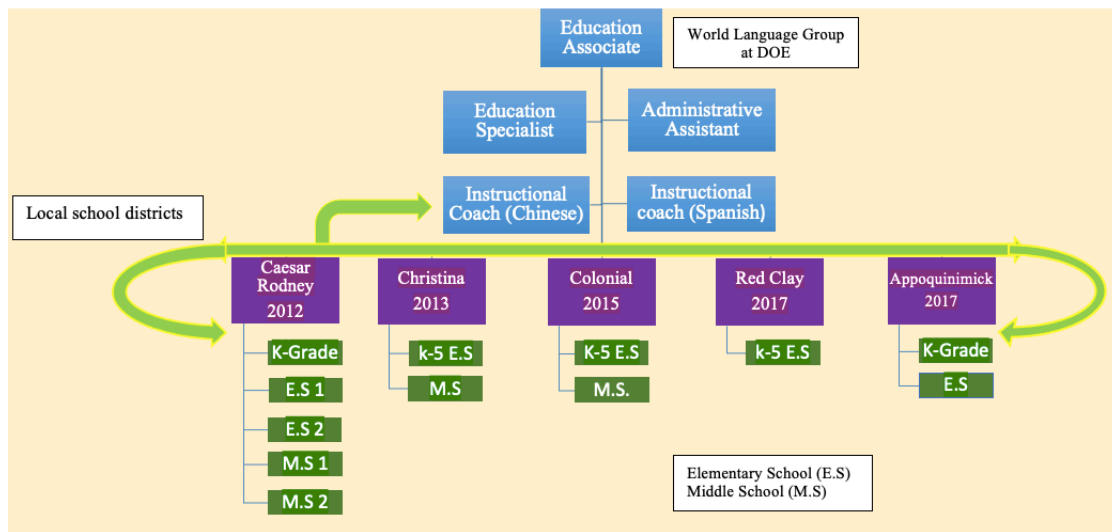 Education
Associate
World Language Group
at DOE
Education
Specialist
Administrative
Assistant
Instructional
Coach (Chinese)
Instructional
coach (Spanish)
Local school districts
Caesar
Rodney
2012
Christina
2013
Colonial
2015
Red Clay
2017
Appoquinimick
2017
K-Grade
E.S 1
E.S 2
M.S 1
M.S 2
k-5 E.S
M.S
K-5 E.S
M.S.
k-5 E.S
K-Grade
E.S
Elementary School (E.S)
Middle School (M.S)